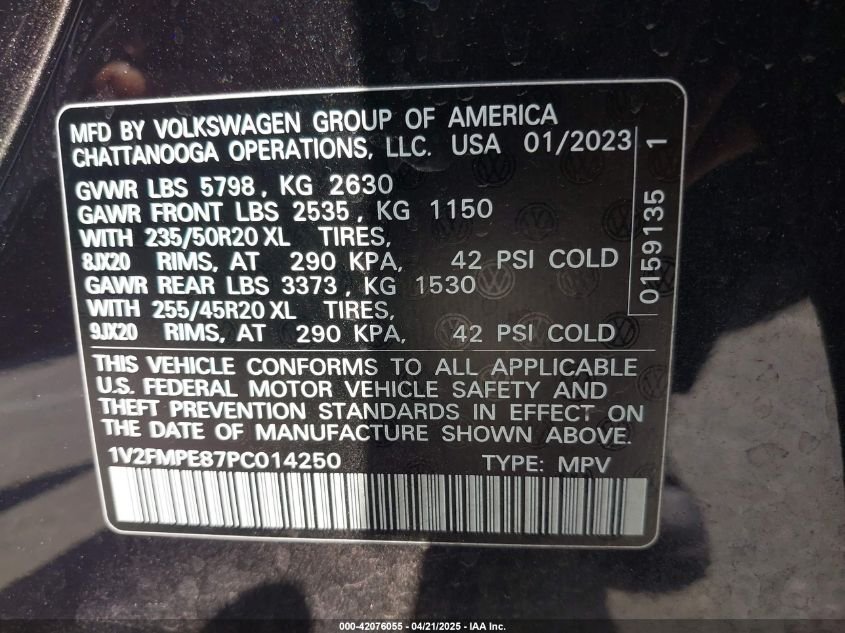 MFD BY VOLKSWAGEN GROUP OF AMERICA
CHATTANOOGA OPERATIONS, LLC. USA 01/2023
GVWR LBS 5798, KG 2630
GAWR FRONT LBS 2535, KG 1150
WITH 235/50R20 XL TIRES,
8JX20 RIMS, AT 290 KPA, 42 PSI COLD
GAWR REAR LBS 3373, KG 1530
WITH 255/45R20 XL TIRES,
9JX20 RIMS, AT 290 KPA, 42 PSI COLD
0159135 1
THIS VEHICLE CONFORMS TO ALL APPLICABLE
U.S. FEDERAL MOTOR VEHICLE SAFETY AND
THEFT PREVENTION STANDARDS IN EFFECT ON
THE DATE OF MANUFACTURE SHOWN ABOVE.
1V2FMPE87PC014250 TYPE: MPV
000-42076055 — 04/21/2025 — IAA Inc.